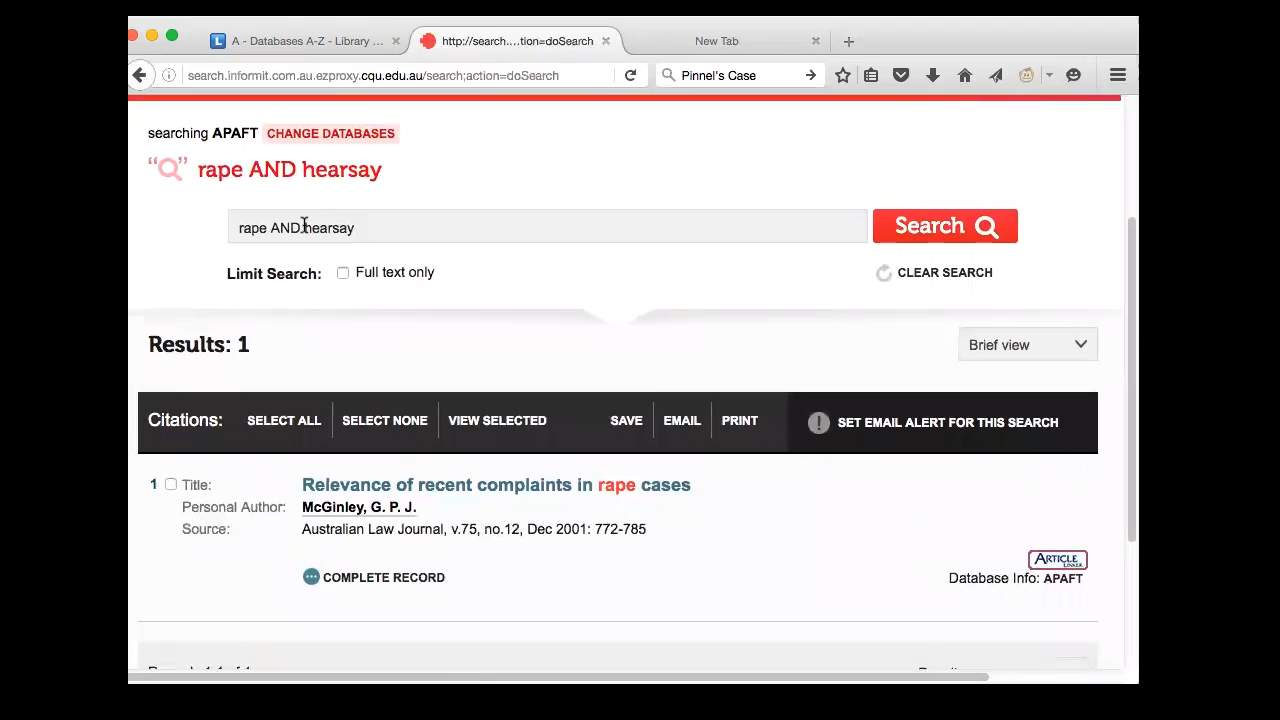 A - Databases A-Z - Library ...
http://search....tion=doSearch
New Tab
search.informit.com.au.ezproxy.cqu.edu.au/search;action=doSearch
Pinnel's Case
searching APAFT CHANGE DATABASES
rape AND hearsay
rape AND hearsay
Search
Limit Search: Full text only
CLEAR SEARCH
Results: 1
Brief view
Citations: SELECT ALL SELECT NONE VIEW SELECTED SAVE EMAIL PRINT SET EMAIL ALERT FOR THIS SEARCH
1 Title: Relevance of recent complaints in rape cases
Personal Author: McGinley, G. P. J.
Source: Australian Law Journal, v.75, no.12, Dec 2001: 772-785
ARTICLE LINKER
COMPLETE RECORD
Database Info: APAFT